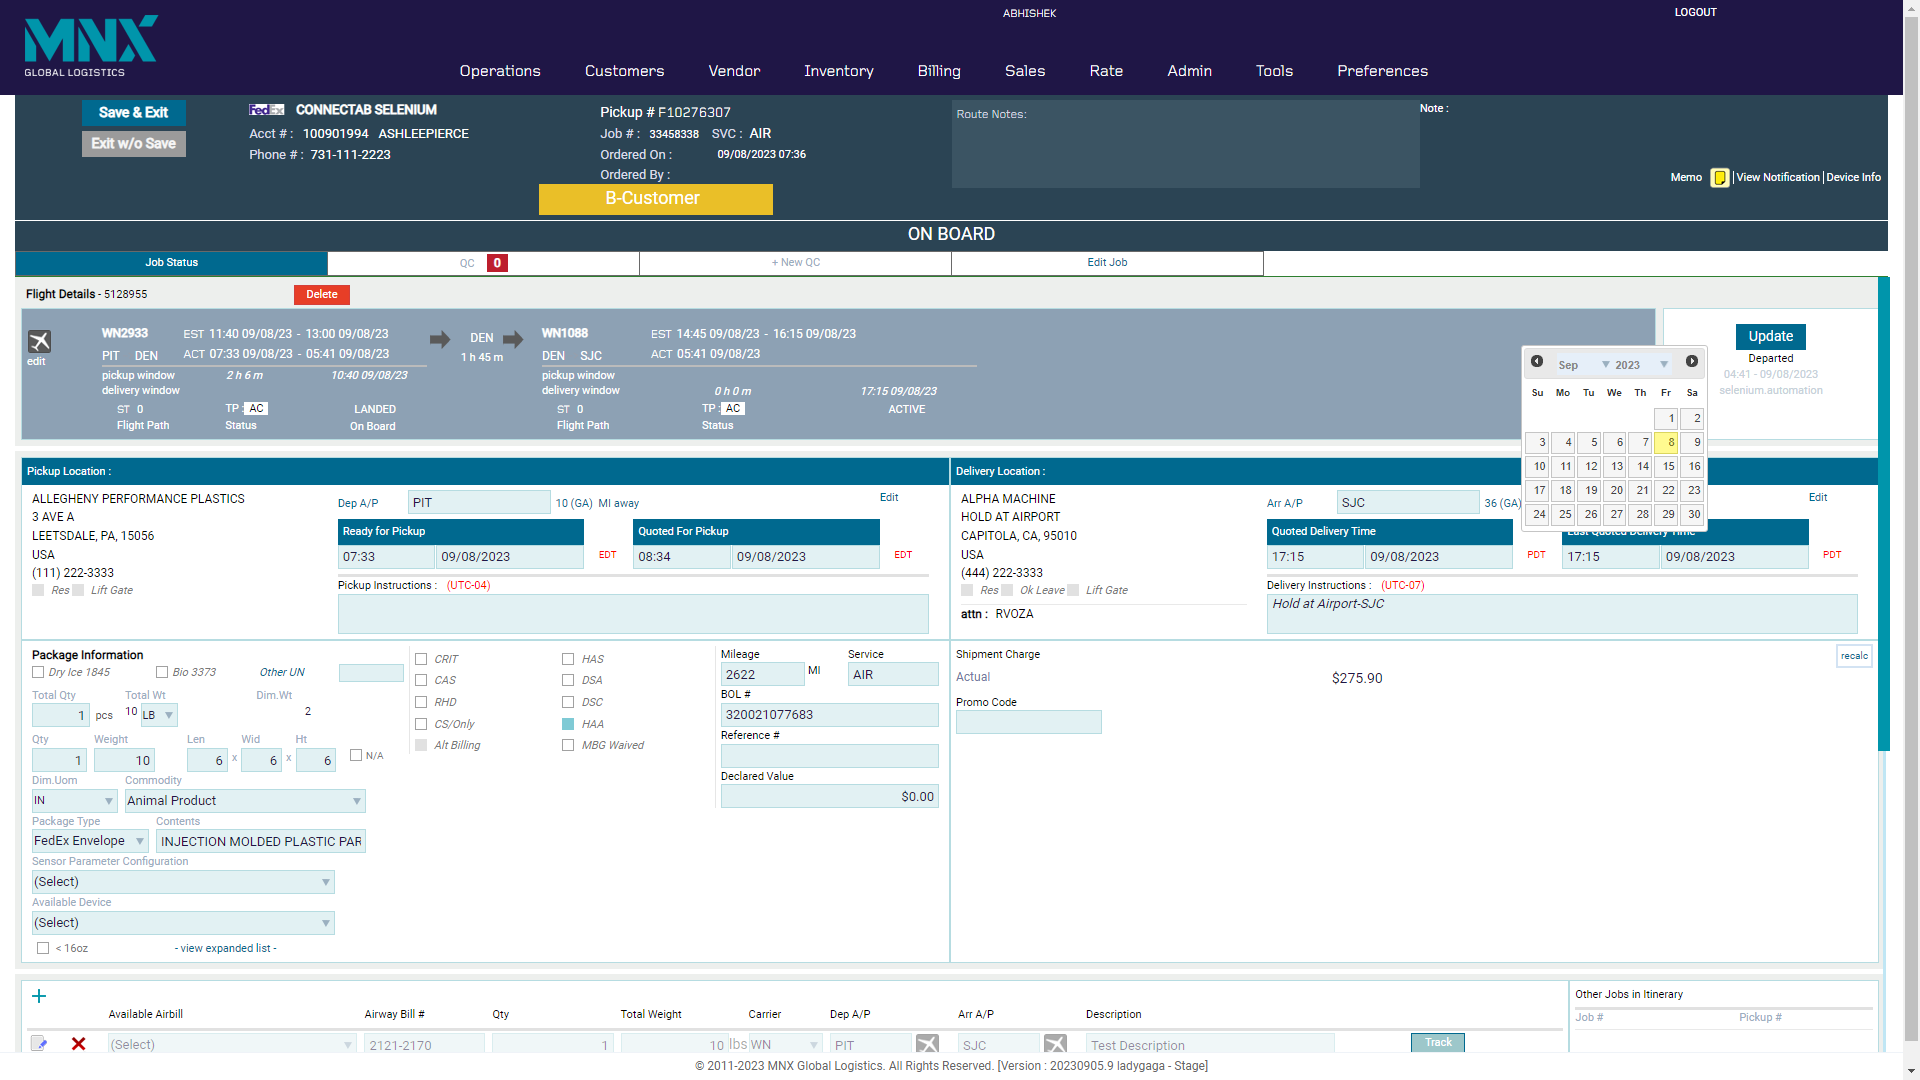 ABHISHEK
LOGOUT
MNX
GLOBAL LOGISTICS
Operations Customers Vendor Inventory Billing Sales Rate Admin Tools Preferences
Save & Exit
Exit w/o Save
FedEx CONNECTAB SELENIUM
Acct # : 100901994 ASHLEEPIERCE
Phone # : 731-111-2223
Pickup # F10276307
Job # : 33458338 SVC : AIR
Ordered On : 09/08/2023 07:36
Ordered By :
B-Customer
Route Notes:
Note :
Memo | View Notification | Device Info
ON BOARD
Job Status QC 0 + New QC Edit Job
Flight Details - 5128955 Delete
edit
WN2933 EST 11:40 09/08/23 - 13:00 09/08/23
PIT DEN ACT 07:33 09/08/23 - 05:41 09/08/23
pickup window 2 h 6 m 10:40 09/08/23
delivery window
ST 0 TP : AC LANDED
Flight Path Status On Board
DEN
1 h 45 m
WN1088 EST 14:45 09/08/23 - 16:15 09/08/23
DEN SJC ACT 05:41 09/08/23
pickup window
delivery window 0 h 0 m 17:15 09/08/23
ST 0 TP : AC ACTIVE
Flight Path Status
Update
Departed
04:41 - 09/08/2023
selenium.automation
Sep 2023
Su Mo Tu We Th Fr Sa
1 2
3 4 5 6 7 8 9
10 11 12 13 14 15 16
17 18 19 20 21 22 23
24 25 26 27 28 29 30
Pickup Location :
ALLEGHENY PERFORMANCE PLASTICS
3 AVE A
LEETSDALE, PA, 15056
USA
(111) 222-3333
Res Lift Gate
Dep A/P PIT 10 (GA) MI away Edit
Ready for Pickup Quoted For Pickup
07:33 09/08/2023 EDT 08:34 09/08/2023 EDT
Pickup Instructions : (UTC-04)
Delivery Location :
ALPHA MACHINE
HOLD AT AIRPORT
CAPITOLA, CA, 95010
USA
(444) 222-3333
Res Ok Leave Lift Gate
attn : RVOZA
Arr A/P SJC 36 (GA) Edit
Quoted Delivery Time Last Quoted Delivery Time
17:15 09/08/2023 PDT 17:15 09/08/2023 PDT
Delivery Instructions : (UTC-07)
Hold at Airport-SJC
Package Information
Dry Ice 1845 Bio 3373 Other UN
Total Qty Total Wt Dim.Wt
1 pcs 10 LB 2
Qty Weight Len Wid Ht
1 10 6 x 6 x 6 N/A
Dim.Uom Commodity
IN Animal Product
Package Type Contents
FedEx Envelope INJECTION MOLDED PLASTIC PAR
Sensor Parameter Configuration
(Select)
Available Device
(Select)
< 16oz - view expanded list -
CRIT HAS
CAS DSA
RHD DSC
CS/Only HAA
Alt Billing MBG Waived
Mileage Service
2622 MI AIR
BOL #
320021077683
Reference #
Declared Value
$0.00
Shipment Charge recalc
Actual $275.90
Promo Code
+
Available Airbill Airway Bill # Qty Total Weight Carrier Dep A/P Arr A/P Description
(Select) 2121-2170 1 10 lbs WN PIT SJC Test Description Track
Other Jobs in Itinerary
Job # Pickup #
© 2011-2023 MNX Global Logistics. All Rights Reserved. [Version : 20230905.9 ladygaga - Stage]